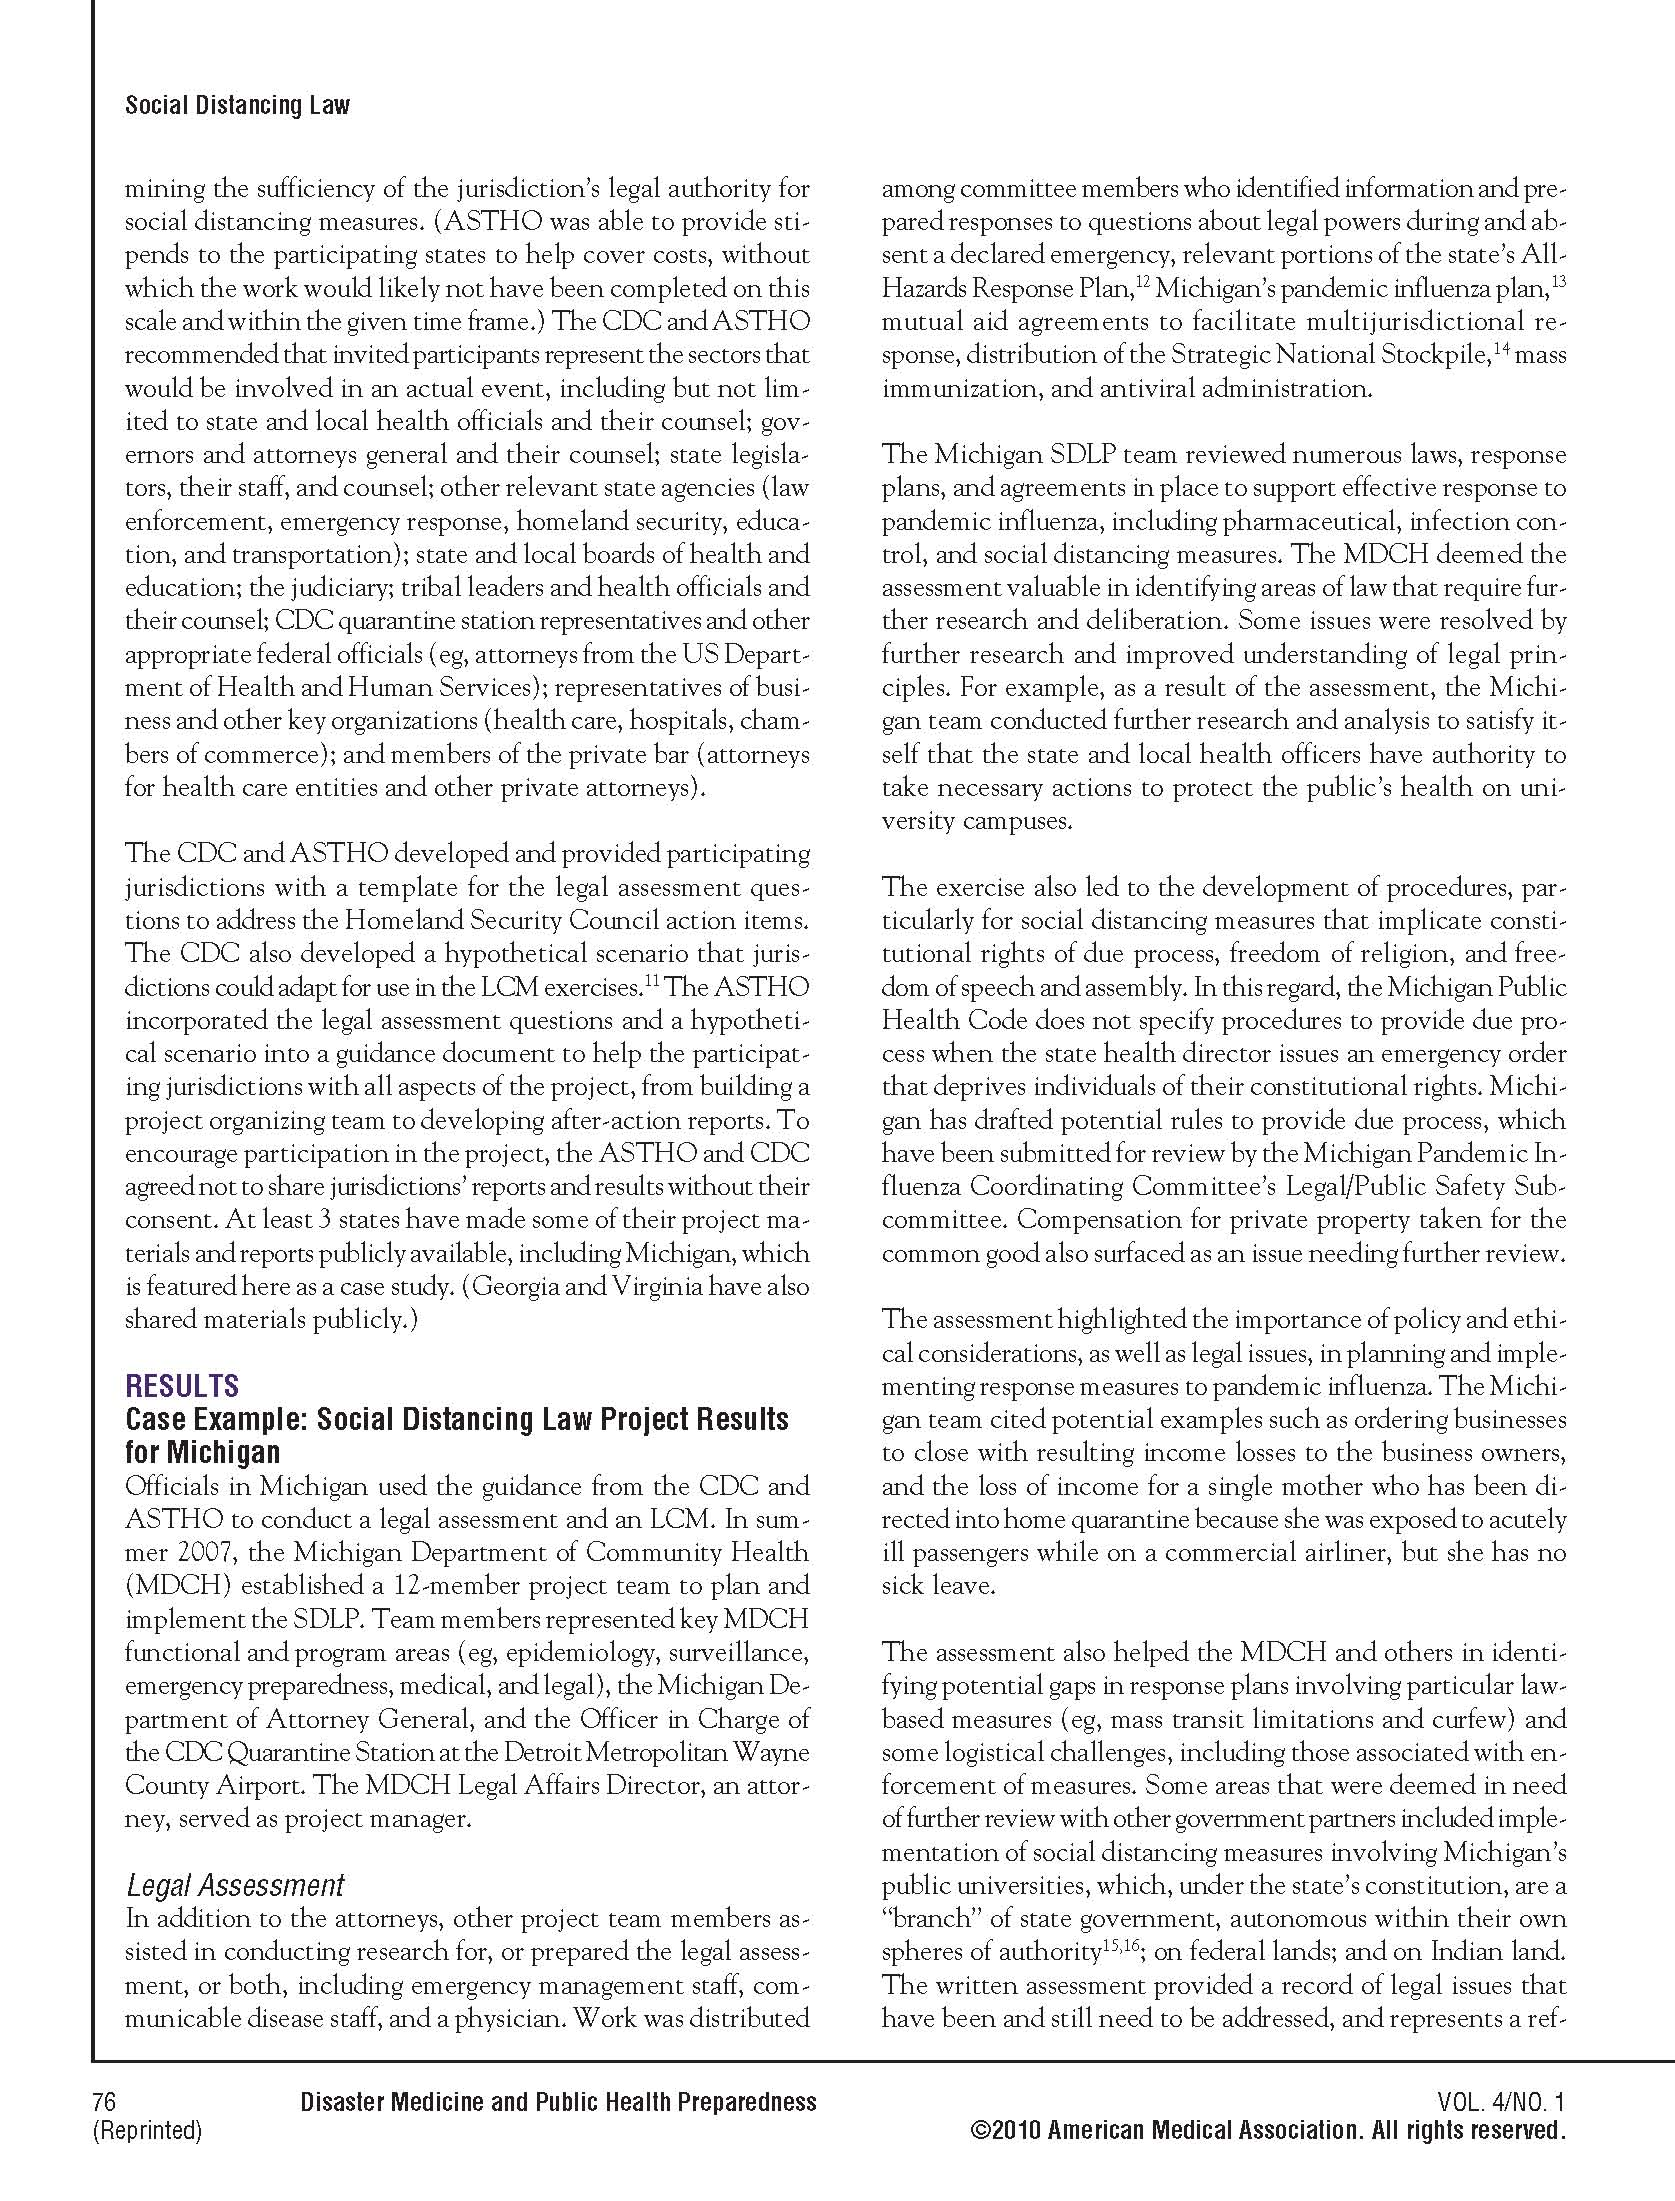 Social Distancing Law
mining the sufficiency of the jurisdiction's legal authority for
social distancing measures. (ASTHO was able to provide sti-
pends to the participating states to help cover costs, without
which the work would likely not have been completed on this
scale and within the given time frame.) The CDC and ASTHO
recommended that invited participants represent the sectors that
would be involved in an actual event, including but not lim-
ited to state and local health officials and their counsel; gov-
ernors and attorneys general and their counsel; state legisla-
tors, their staff, and counsel; other relevant state agencies (law
enforcement, emergency response, homeland security, educa-
tion, and transportation); state and local boards of health and
education; the judiciary; tribal leaders and health officials and
their counsel; CDC quarantine station representatives and other
appropriate federal officials (eg, attorneys from the US Depart-
ment of Health and Human Services); representatives of busi-
ness and other key organizations (health care, hospitals, cham-
bers of commerce); and members of the private bar (attorneys
for health care entities and other private attorneys).
The CDC and ASTHO developed and provided participating
jurisdictions with a template for the legal assessment ques-
tions to address the Homeland Security Council action items.
The CDC also developed a hypothetical scenario that juris-
dictions could adapt for use in the LCM exercises.11 The ASTHO
incorporated the legal assessment questions and a hypotheti-
cal scenario into a guidance document to help the participat-
ing jurisdictions with all aspects of the project, from building a
project organizing team to developing after-action reports. To
encourage participation in the project, the ASTHO and CDC
agreed not to share jurisdictions' reports and results without their
consent. At least 3 states have made some of their project ma-
terials and reports publicly available, including Michigan, which
is featured here as a case study. (Georgia and Virginia have also
shared materials publicly.)
RESULTS
Case Example: Social Distancing Law Project Results
for Michigan
Officials in Michigan used the guidance from the CDC and
ASTHO to conduct a legal assessment and an LCM. In sum-
mer 2007, the Michigan Department of Community Health
(MDCH) established a 12-member project team to plan and
implement the SDLP. Team members represented key MDCH
functional and program areas (eg, epidemiology, surveillance,
emergency preparedness, medical, and legal), the Michigan De-
partment of Attorney General, and the Officer in Charge of
the CDC Quarantine Station at the Detroit Metropolitan Wayne
County Airport. The MDCH Legal Affairs Director, an attor-
ney, served as project manager.
Legal Assessment
In addition to the attorneys, other project team members as-
sisted in conducting research for, or prepared the legal assess-
ment, or both, including emergency management staff, com-
municable disease staff, and a physician. Work was distributed
among committee members who identified information and pre-
pared responses to questions about legal powers during and ab-
sent a declared emergency, relevant portions of the state's All-
Hazards Response Plan,12 Michigan's pandemic influenza plan,13
mutual aid agreements to facilitate multijurisdictional re-
sponse, distribution of the Strategic National Stockpile,14 mass
immunization, and antiviral administration.
The Michigan SDLP team reviewed numerous laws, response
plans, and agreements in place to support effective response to
pandemic influenza, including pharmaceutical, infection con-
trol, and social distancing measures. The MDCH deemed the
assessment valuable in identifying areas of law that require fur-
ther research and deliberation. Some issues were resolved by
further research and improved understanding of legal prin-
ciples. For example, as a result of the assessment, the Michi-
gan team conducted further research and analysis to satisfy it-
self that the state and local health officers have authority to
take necessary actions to protect the public's health on uni-
versity campuses.
The exercise also led to the development of procedures, par-
ticularly for social distancing measures that implicate consti-
tutional rights of due process, freedom of religion, and free-
dom of speech and assembly. In this regard, the Michigan Public
Health Code does not specify procedures to provide due pro-
cess when the state health director issues an emergency order
that deprives individuals of their constitutional rights. Michi-
gan has drafted potential rules to provide due process, which
have been submitted for review by the Michigan Pandemic In-
fluenza Coordinating Committee's Legal/Public Safety Sub-
committee. Compensation for private property taken for the
common good also surfaced as an issue needing further review.
The assessment highlighted the importance of policy and ethi-
cal considerations, as well as legal issues, in planning and imple-
menting response measures to pandemic influenza. The Michi-
gan team cited potential examples such as ordering businesses
to close with resulting income losses to the business owners,
and the loss of income for a single mother who has been di-
rected into home quarantine because she was exposed to acutely
ill passengers while on a commercial airliner, but she has no
sick leave.
The assessment also helped the MDCH and others in identi-
fying potential gaps in response plans involving particular law-
based measures (eg, mass transit limitations and curfew) and
some logistical challenges, including those associated with en-
forcement of measures. Some areas that were deemed in need
of further review with other government partners included imple-
mentation of social distancing measures involving Michigan's
public universities, which, under the state's constitution, are a
“branch” of state government, autonomous within their own
spheres of authority15,16; on federal lands; and on Indian land.
The written assessment provided a record of legal issues that
have been and still need to be addressed, and represents a ref-
76
(Reprinted)
Disaster Medicine and Public Health Preparedness
VOL. 4/NO. 1
©2010 American Medical Association. All rights reserved.